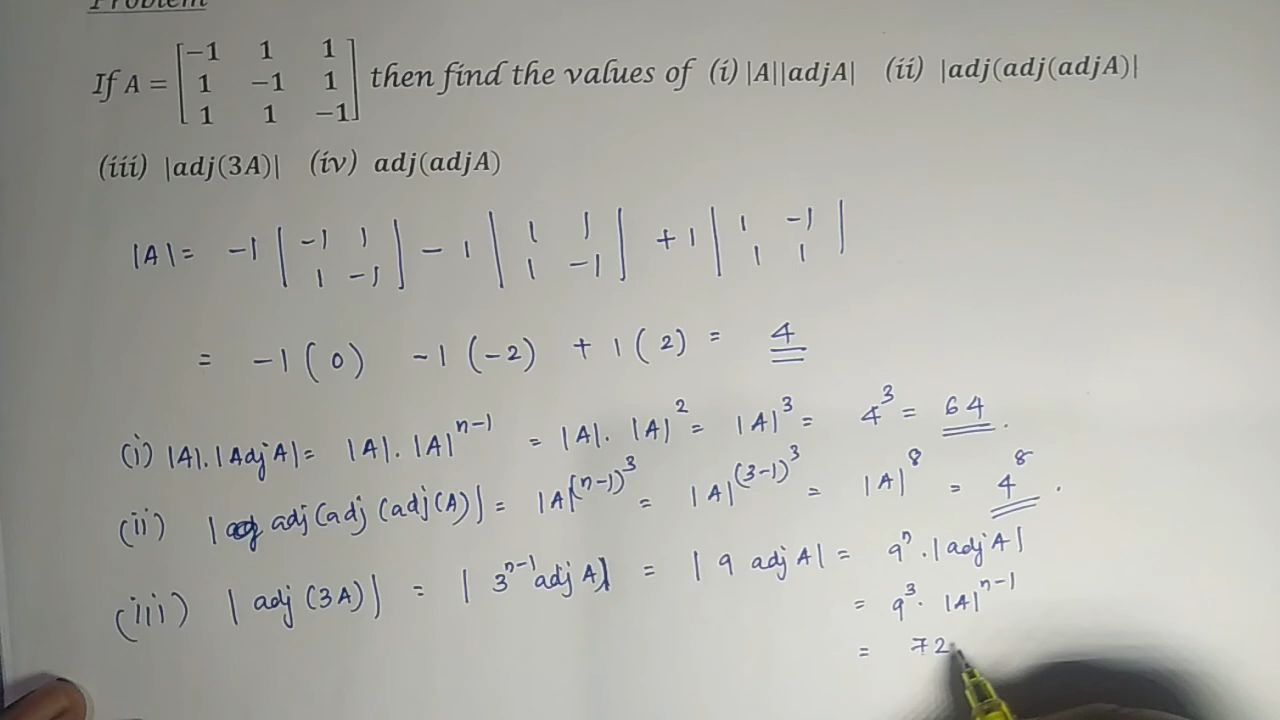 Problem
If A = [-1 1 1
1 -1 1
1 1 -1] then find the values of (i) |A||adjA| (ii) |adj(adj(adjA)|
(iii) |adj(3A)| (iv) adj(adjA)
|A| = -1 |-1 1 1 -1| - 1 |1 1 1 -1| + 1 |1 -1 1 1|
= -1(0) -1(-2) + 1(2) = 4
(i) |A|.|Adj A| = |A|.|A|^{n-1} = |A|.|A|^2 = |A|^3 = 4^3 = 64.
(ii) |adj(adj(adj(A)| = |A|^{(n-1)^3} = |A|^{(3-1)^3} = |A|^8 = 4^8.
(iii) |adj(3A)| = |3^{n-1} adj A| = |9 adj A| = 9^n.|adj A|
= 9^3.|A|^{n-1}
= 72